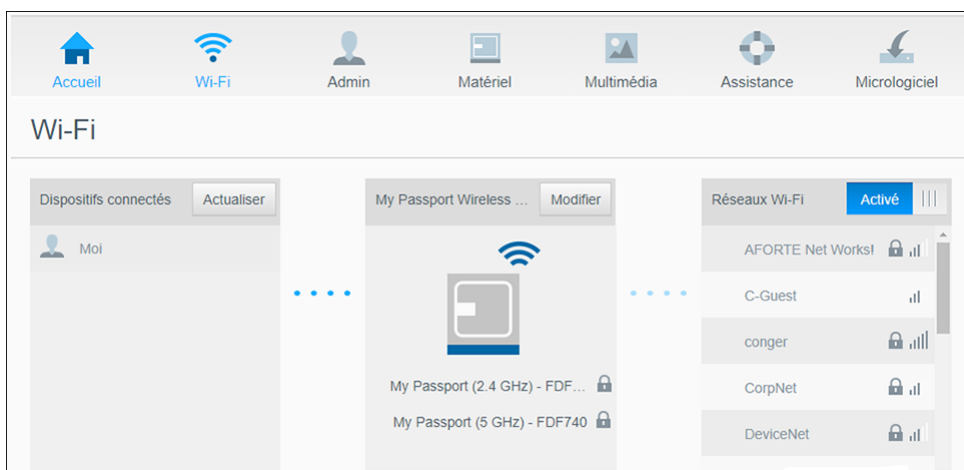 Accueil Wi-Fi Admin Matériel Multimédia Assistance Micrologiciel
Wi-Fi
Dispositifs connectés Actualiser
Moi
My Passport Wireless ... Modifier
My Passport (2.4 GHz) - FDF...
My Passport (5 GHz) - FDF740
Réseaux Wi-Fi Activé
AFORTE Net Works!
C-Guest
conger
CorpNet
DeviceNet